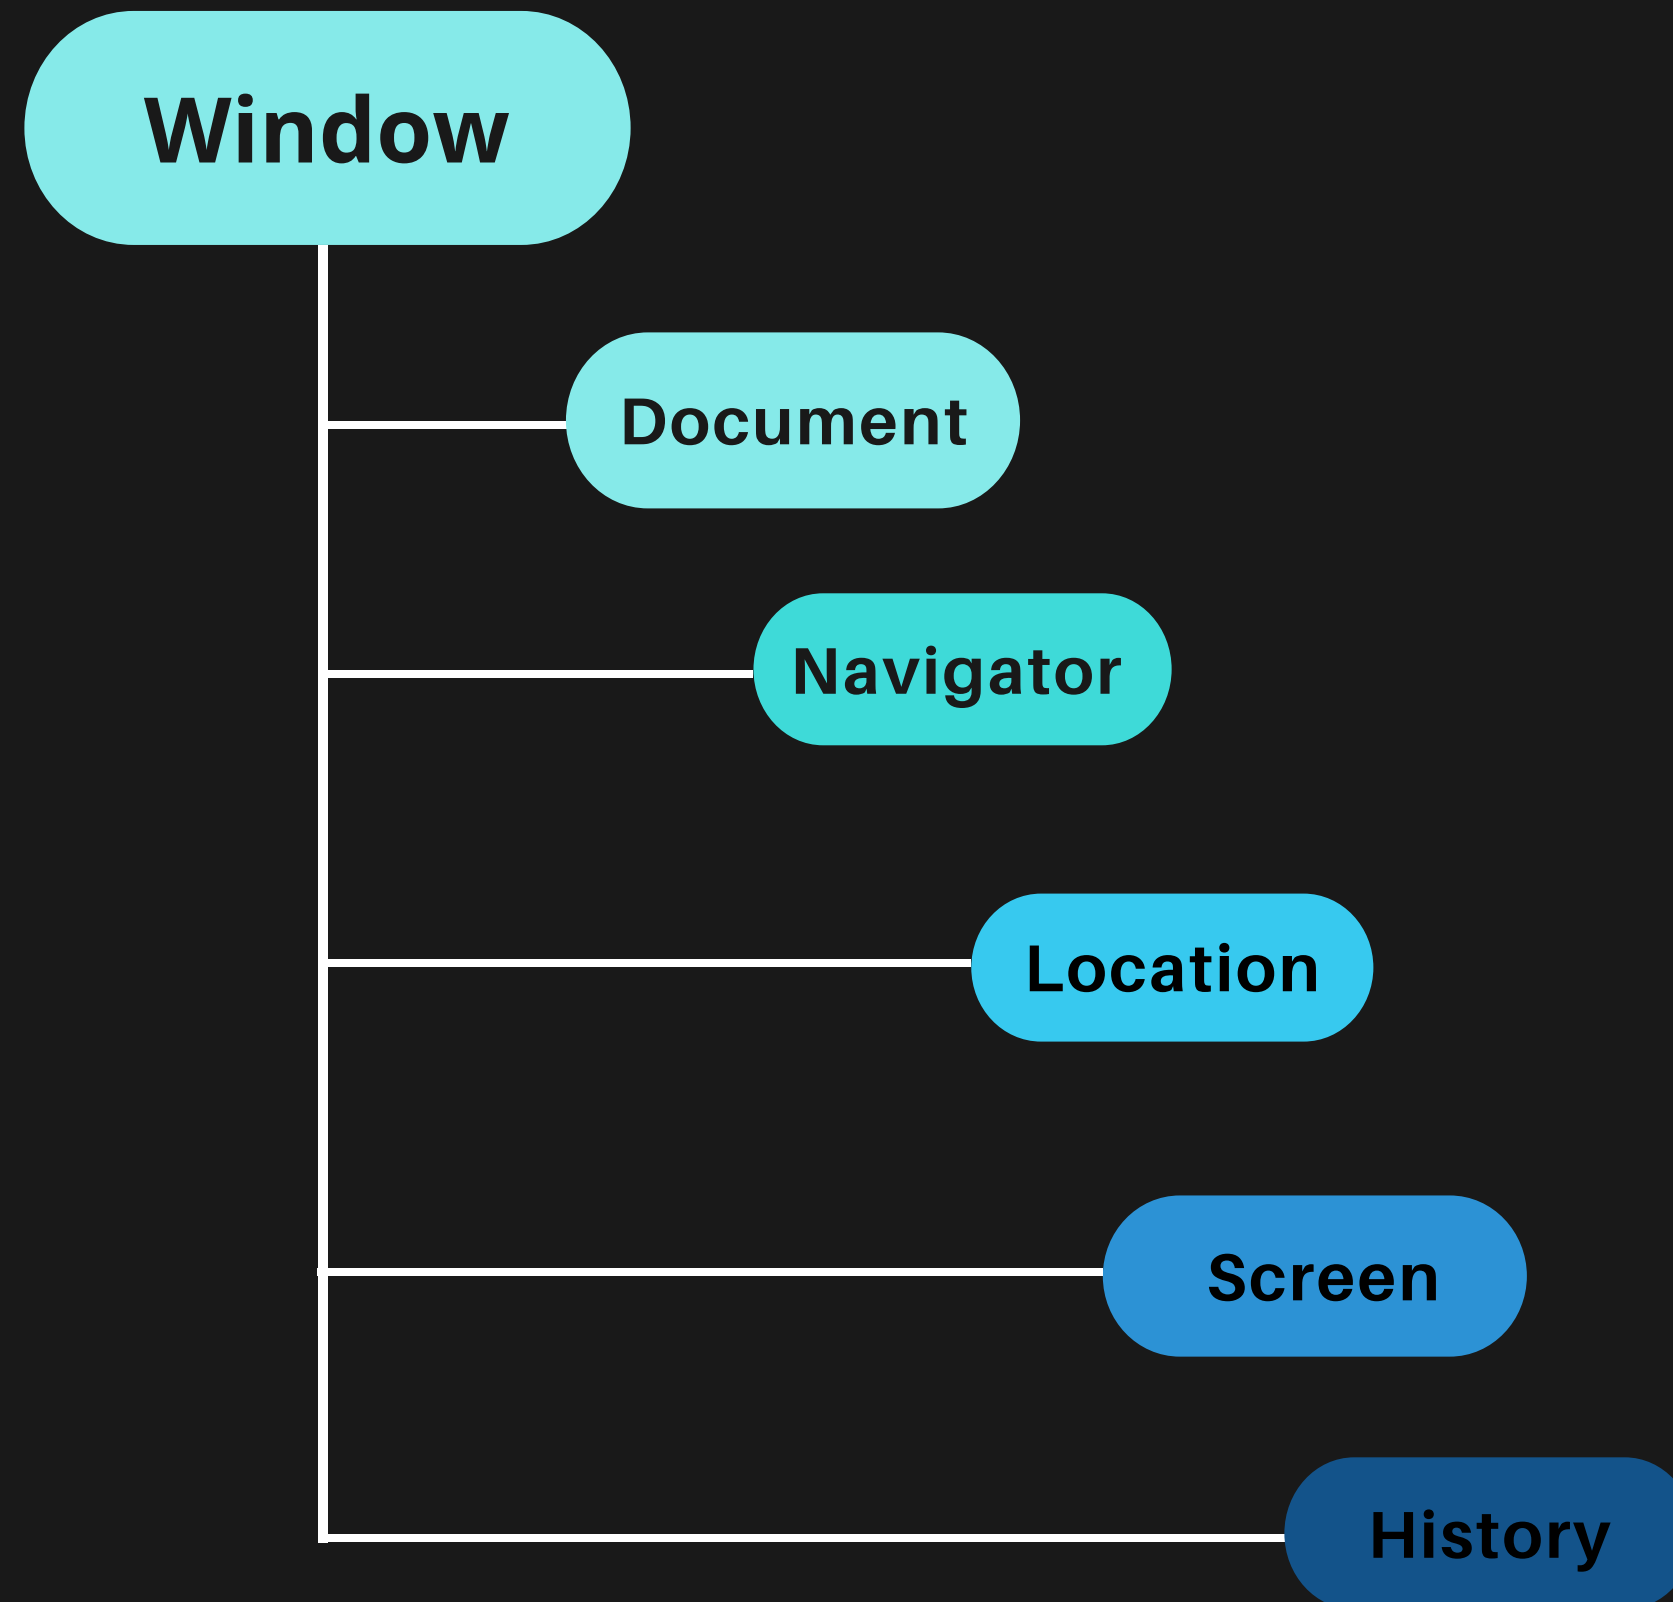 Window
Document
Navigator
Location
Screen
History